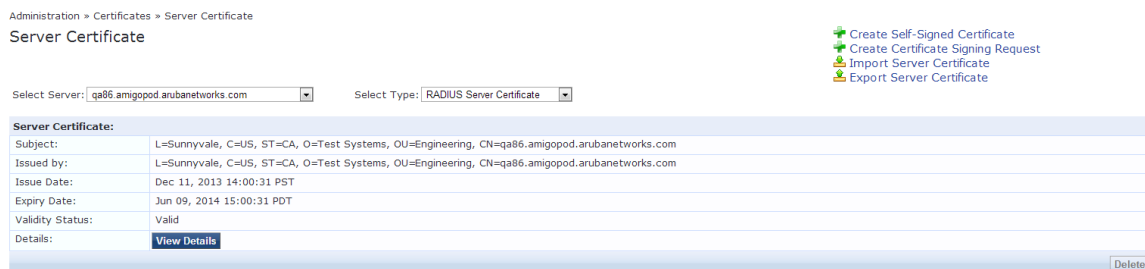 Administration » Certificates » Server Certificate
Server Certificate
Create Self-Signed Certificate
Create Certificate Signing Request
Import Server Certificate
Export Server Certificate
Select Server: qa86.amigopod.arubanetworks.com Select Type: RADIUS Server Certificate
Server Certificate:
Subject: L=Sunnyvale, C=US, ST=CA, O=Test Systems, OU=Engineering, CN=qa86.amigopod.arubanetworks.com
Issued by: L=Sunnyvale, C=US, ST=CA, O=Test Systems, OU=Engineering, CN=qa86.amigopod.arubanetworks.com
Issue Date: Dec 11, 2013 14:00:31 PST
Expiry Date: Jun 09, 2014 15:00:31 PDT
Validity Status: Valid
Details: View Details
Delete